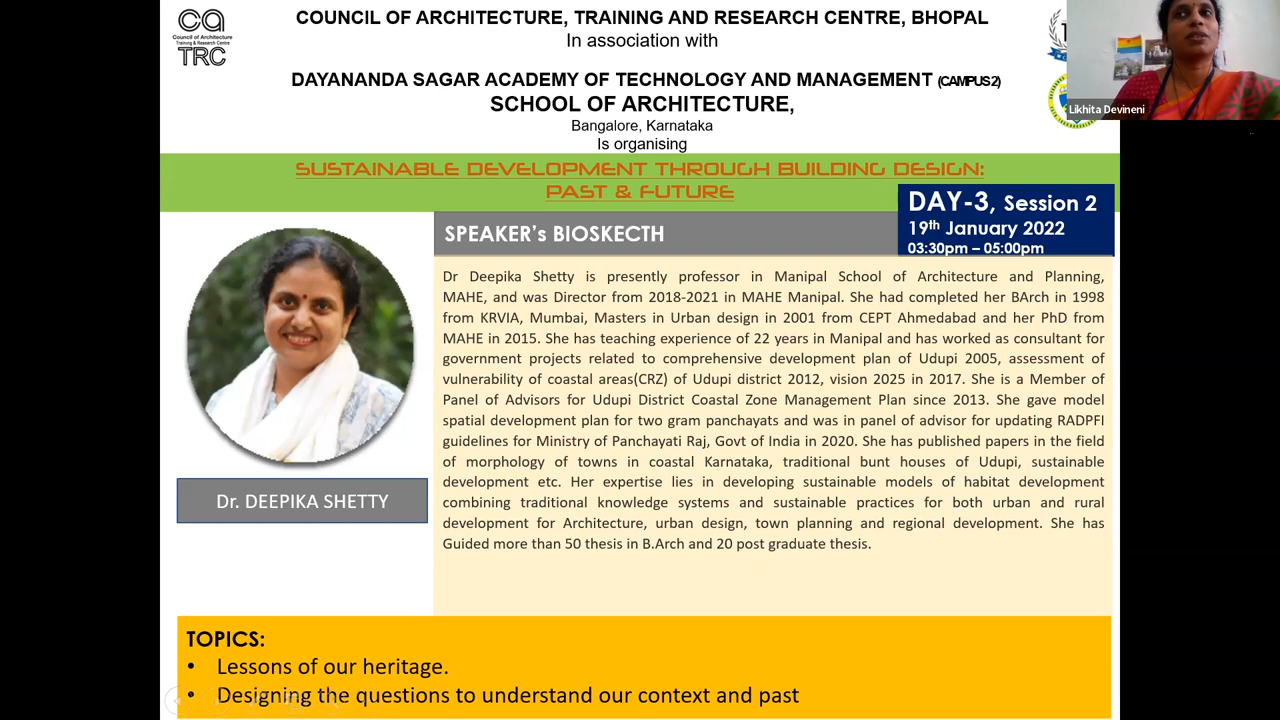 ca
Council of Architecture
Training & Research Centre
TRC
COUNCIL OF ARCHITECTURE, TRAINING AND RESEARCH CENTRE, BHOPAL
In association with
DAYANANDA SAGAR ACADEMY OF TECHNOLOGY AND MANAGEMENT (CAMPUS 2)
SCHOOL OF ARCHITECTURE,
Bangalore, Karnataka
Is organising
Likhita Devineni
SUSTAINABLE DEVELOPMENT THROUGH BUILDING DESIGN:
PAST & FUTURE
DAY-3, Session 2
19th January 2022
03:30pm – 05:00pm
SPEAKER's BIOSKECTH
Dr Deepika Shetty is presently professor in Manipal School of Architecture and Planning,
MAHE, and was Director from 2018-2021 in MAHE Manipal. She had completed her BArch in 1998
from KRVIA, Mumbai, Masters in Urban design in 2001 from CEPT Ahmedabad and her PhD from
MAHE in 2015. She has teaching experience of 22 years in Manipal and has worked as consultant for
government projects related to comprehensive development plan of Udupi 2005, assessment of
vulnerability of coastal areas(CRZ) of Udupi district 2012, vision 2025 in 2017. She is a Member of
Panel of Advisors for Udupi District Coastal Zone Management Plan since 2013. She gave model
spatial development plan for two gram panchayats and was in panel of advisor for updating RADPFI
guidelines for Ministry of Panchayati Raj, Govt of India in 2020. She has published papers in the field
of morphology of towns in coastal Karnataka, traditional bunt houses of Udupi, sustainable
development etc. Her expertise lies in developing sustainable models of habitat development
combining traditional knowledge systems and sustainable practices for both urban and rural
development for Architecture, urban design, town planning and regional development. She has
Guided more than 50 thesis in B.Arch and 20 post graduate thesis.
Dr. DEEPIKA SHETTY
TOPICS:
• Lessons of our heritage.
• Designing the questions to understand our context and past